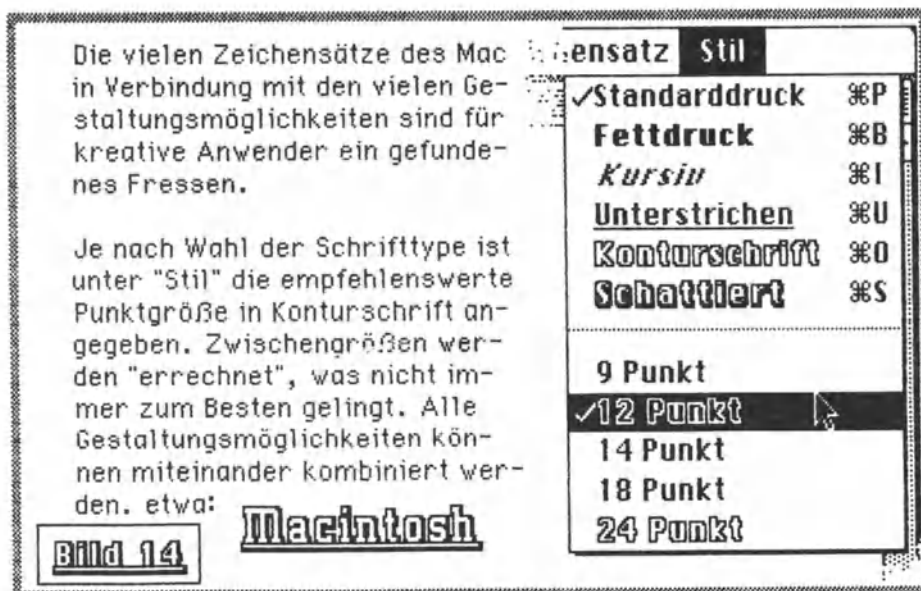 Die vielen Zeichensätze des Mac
in Verbindung mit den vielen Ge-
staltungsmöglichkeiten sind für
kreative Anwender ein gefunde-
nes Fressen.
Je nach Wahl der Schrifttype ist
unter "Stil" die empfehlenswerte
Punktgröße in Konturschrift an-
gegeben. Zwischengrößen wer-
den "errechnet", was nicht im-
mer zum Besten gelingt. Alle
Gestaltungsmöglichkeiten kön-
nen miteinander kombiniert wer-
den. etwa:
Macintosh
Bild 14
ensatz Stil
✓Standarddruck ⌘P
Fettdruck ⌘B
Kursiv ⌘I
Unterstrichen ⌘U
Konturschrift ⌘O
Schattiert ⌘S
9 Punkt
✓12 Punkt
14 Punkt
18 Punkt
24 Punkt